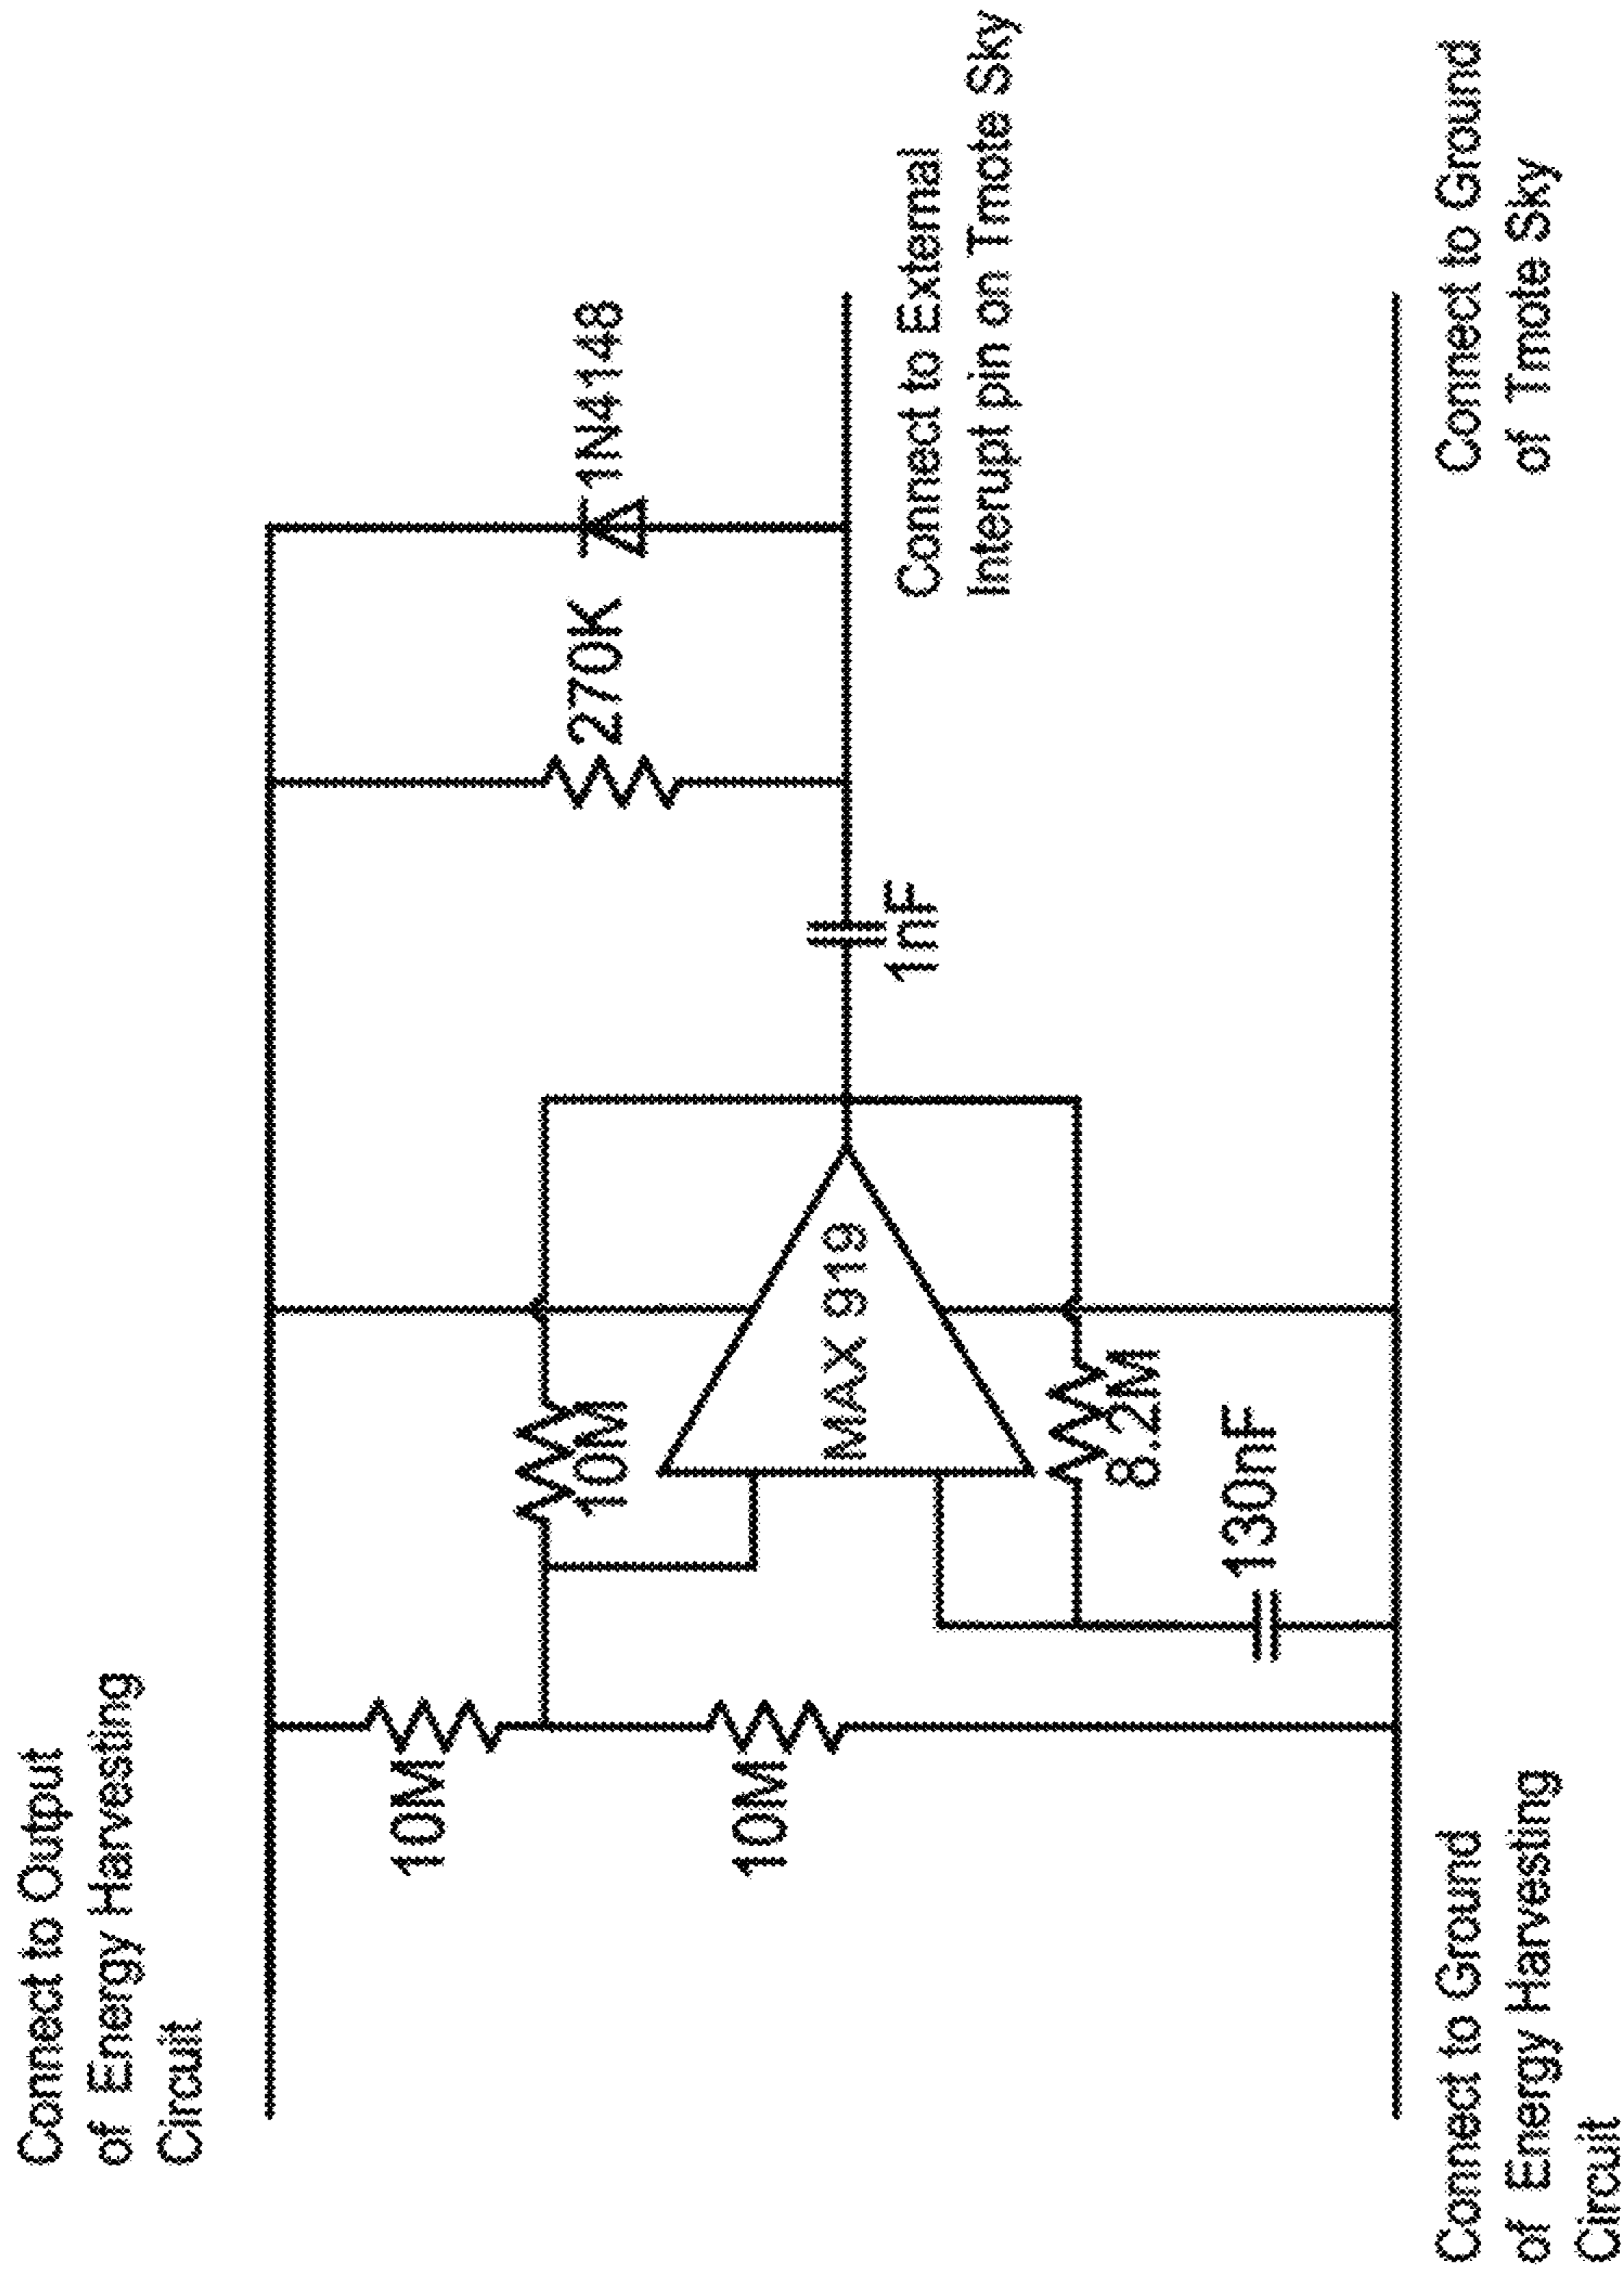 Connect to Output
of Energy Harvesting
Circuit
10M
10M
10M
MAX 919
8.2M
130nF
1nF
270K
1N4148
Connect to External
Interupt pin on Tmote Sky
Connect to Ground
of Energy Harvesting
Circuit
Connect to Ground
of Tmote Sky